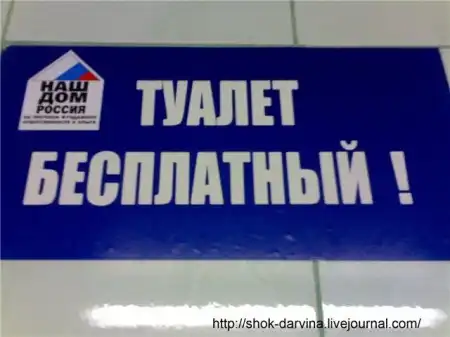 НАШ
ДОМ
РОССИЯ
ТУАЛЕТ
БЕСПЛАТНЫЙ !
http://shok-darvina.livejournal.com/